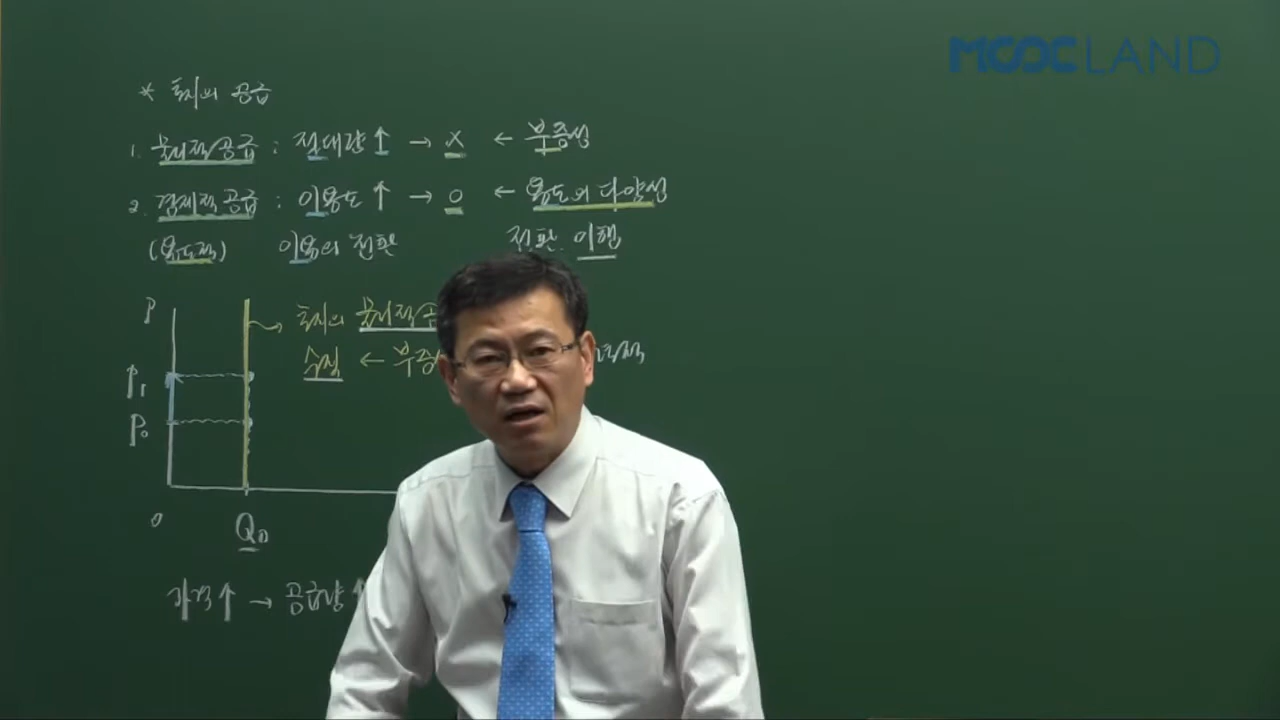 MOOC LAND
* 토지의 공급
1. 물리적 공급 : 절대량↑ → X ← 부증성
2. 경제적 공급 : 이용도↑ → O ← 용도의 다양성
(용도적) 이용의 전환 전환. 이행
P → 토지의 물리적 공
P₁ 수직 ← 부증
P₀
0 Q₀
가격↑ → 공급량↑